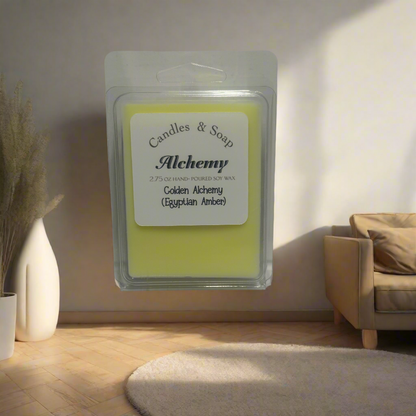 Candles & Soap
Alchemy
2.75 OZ HAND-POURED SOY WAX
Golden Alchemy
(Egyptian Amber)